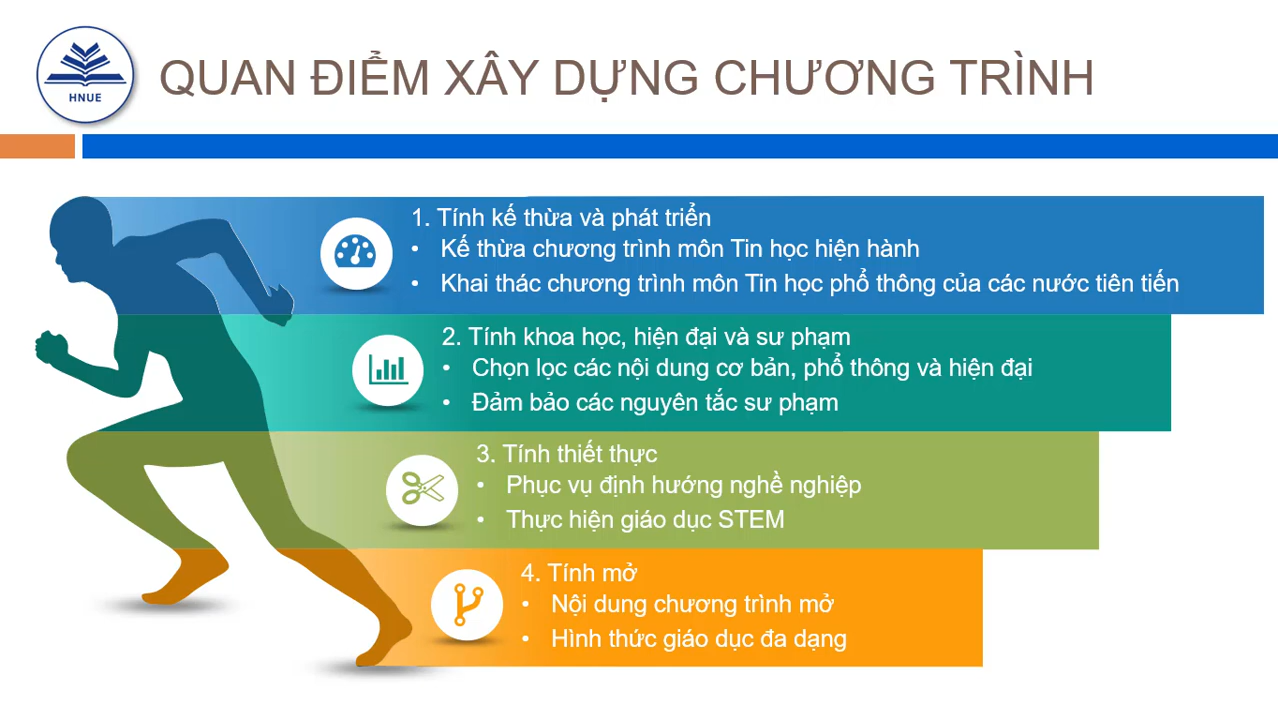 HNUE
QUAN ĐIỂM XÂY DỰNG CHƯƠNG TRÌNH
1. Tính kế thừa và phát triển
• Kế thừa chương trình môn Tin học hiện hành
• Khai thác chương trình môn Tin học phổ thông của các nước tiên tiến
2. Tính khoa học, hiện đại và sư phạm
• Chọn lọc các nội dung cơ bản, phổ thông và hiện đại
• Đảm bảo các nguyên tắc sư phạm
3. Tính thiết thực
• Phục vụ định hướng nghề nghiệp
• Thực hiện giáo dục STEM
4. Tính mở
• Nội dung chương trình mở
• Hình thức giáo dục đa dạng